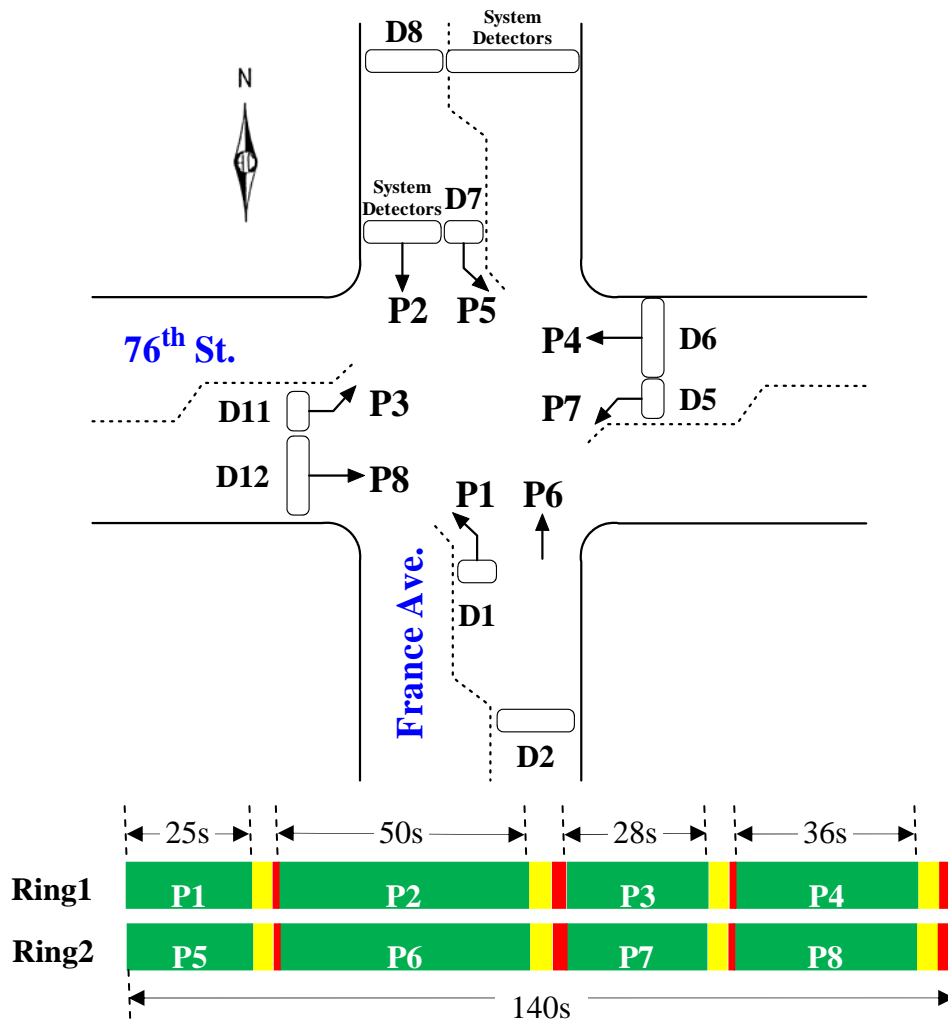 System
Detectors
D8
N
System
Detectors
D7
P2
P5
76th St.
P4
D6
D11
P3
P7
D5
D12
P8
P1
P6
France Ave.
D1
D2
25s
50s
28s
36s
Ring1
P1
P2
P3
P4
Ring2
P5
P6
P7
P8
140s